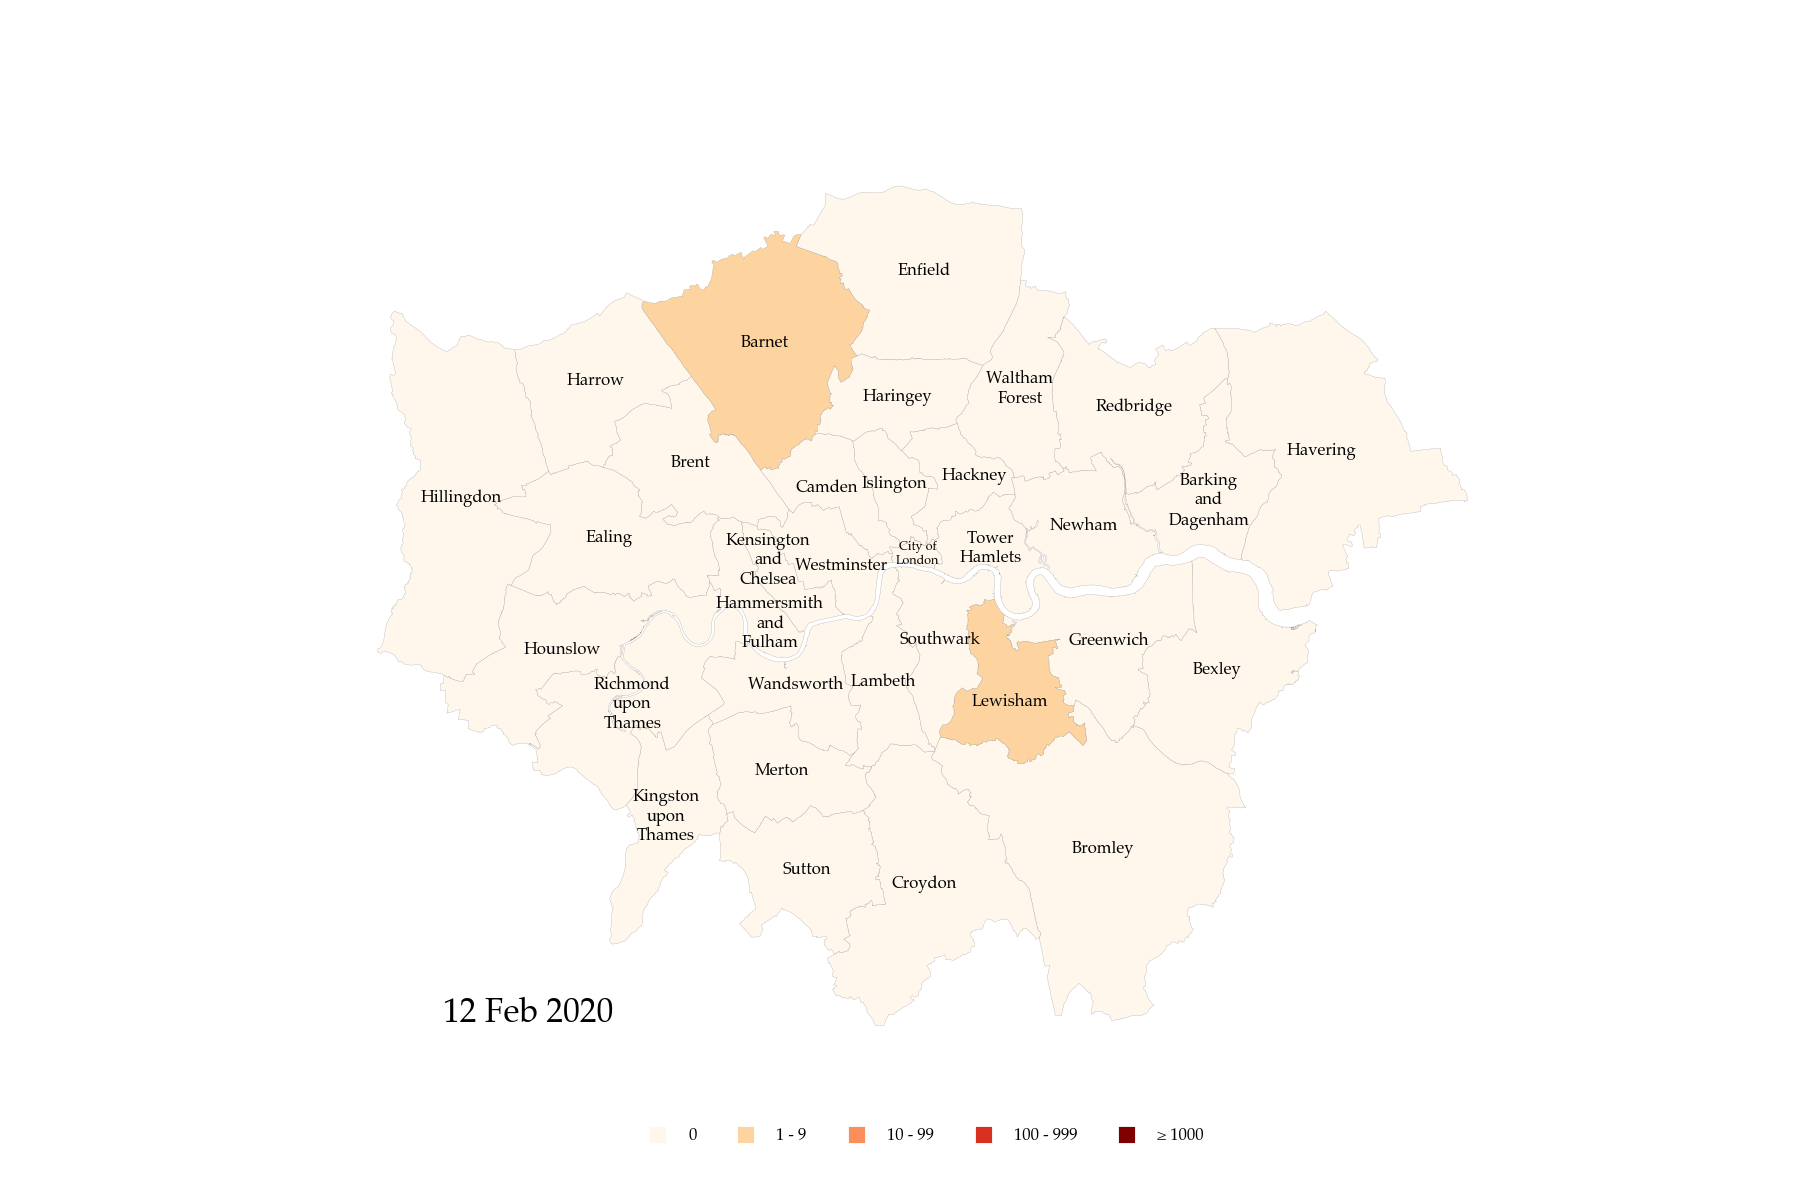 Enfield
Barnet
Harrow
Haringey
Waltham
Forest
Redbridge
Havering
Brent
Hillingdon
Camden
Islington
Hackney
Barking
and
Dagenham
Ealing
Newham
Kensington
and
Chelsea
Westminster
City of
London
Tower
Hamlets
Hammersmith
and
Fulham
Hounslow
Southwark
Greenwich
Bexley
Richmond
upon
Thames
Wandsworth
Lambeth
Lewisham
Merton
Kingston
upon
Thames
Sutton
Croydon
Bromley
12 Feb 2020
0 1 - 9 10 - 99 100 - 999 ≥ 1000